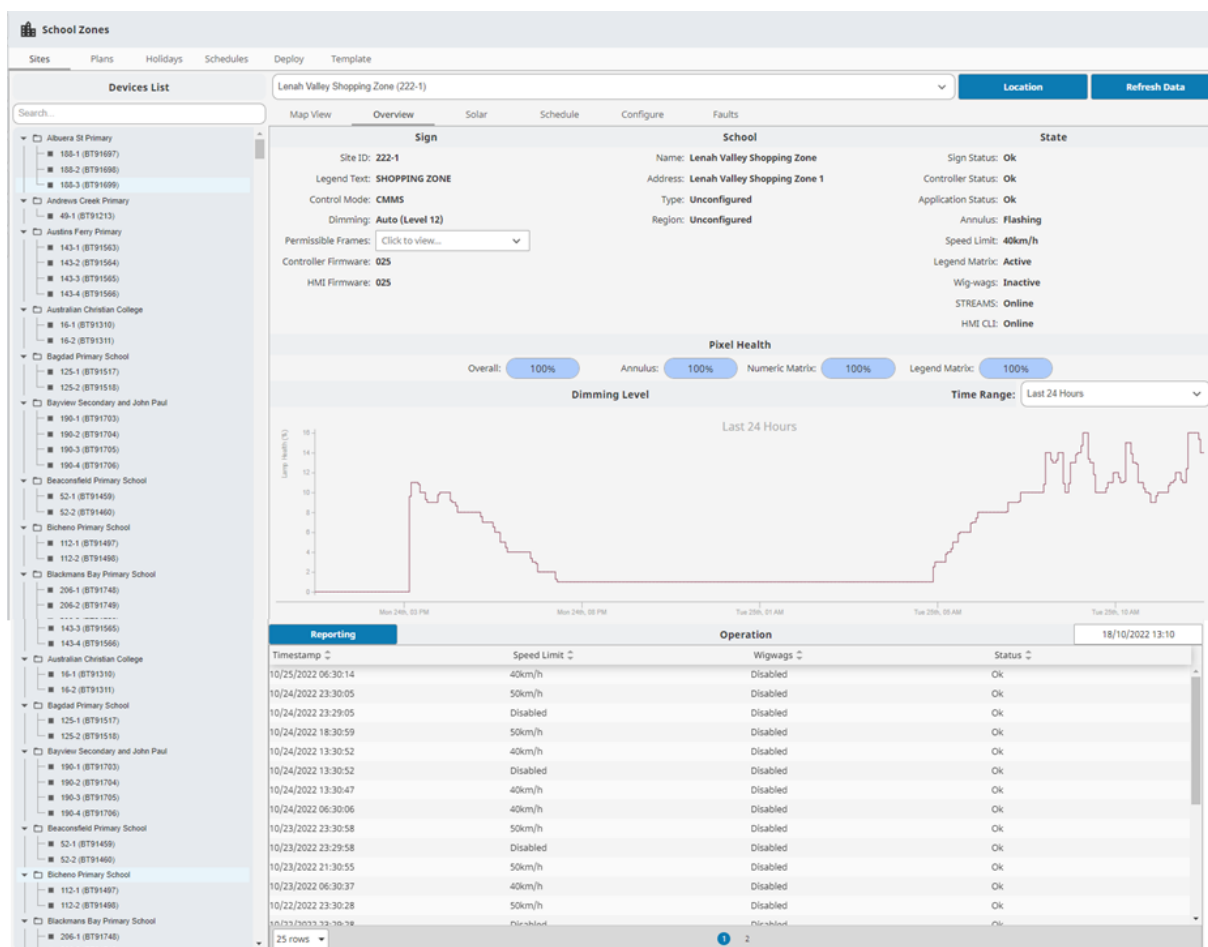 School Zones
Sites Plans Holidays Schedules Deploy Template
Devices List
Search...
Albuera St Primary
188-1 (BT91697)
188-2 (BT91698)
188-3 (BT91699)
Andrews Creek Primary
49-1 (BT91213)
Austins Ferry Primary
143-1 (BT91563)
143-2 (BT91564)
143-3 (BT91565)
143-4 (BT91566)
Australian Christian College
16-1 (BT91310)
16-2 (BT91311)
Bagdad Primary School
125-1 (BT91517)
125-2 (BT91518)
Bayview Secondary and John Paul
190-1 (BT91703)
190-2 (BT91704)
190-3 (BT91705)
190-4 (BT91706)
Beaconsfield Primary School
52-1 (BT91459)
52-2 (BT91460)
Bicheno Primary School
112-1 (BT91497)
112-2 (BT91498)
Blackmans Bay Primary School
206-1 (BT91748)
206-2 (BT91749)
143-3 (BT91565)
143-4 (BT91566)
Australian Christian College
16-1 (BT91310)
16-2 (BT91311)
Bagdad Primary School
125-1 (BT91517)
125-2 (BT91518)
Bayview Secondary and John Paul
190-1 (BT91703)
190-2 (BT91704)
190-3 (BT91705)
190-4 (BT91706)
Beaconsfield Primary School
52-1 (BT91459)
52-2 (BT91460)
Bicheno Primary School
112-1 (BT91497)
112-2 (BT91498)
Blackmans Bay Primary School
206-1 (BT91748)
Lenah Valley Shopping Zone (222-1) Location Refresh Data
Map View Overview Solar Schedule Configure Faults
Sign
Site ID: 222-1
Legend Text: SHOPPING ZONE
Control Mode: CMMS
Dimming: Auto (Level 12)
Permissible Frames: Click to view...
Controller Firmware: 025
HMI Firmware: 025
School
Name: Lenah Valley Shopping Zone
Address: Lenah Valley Shopping Zone 1
Type: Unconfigured
Region: Unconfigured
State
Sign Status: Ok
Controller Status: Ok
Application Status: Ok
Annulus: Flashing
Speed Limit: 40km/h
Legend Matrix: Active
Wig-wags: Inactive
STREAMS: Online
HMI CLI: Online
Pixel Health
Overall: 100% Annulus: 100% Numeric Matrix: 100% Legend Matrix: 100%
Dimming Level Time Range: Last 24 Hours
Last 24 Hours
Lamp Health (%)
16
14
12
10
8
6
4
2
0
Mon 24th, 03 PM Mon 24th, 08 PM Tue 25th, 01 AM Tue 25th, 06 AM Tue 25th, 10 AM
Reporting Operation 18/10/2022 13:10
Timestamp Speed Limit Wigwags Status
10/25/2022 06:30:14 40km/h Disabled Ok
10/24/2022 23:30:05 50km/h Disabled Ok
10/24/2022 23:29:05 Disabled Disabled Ok
10/24/2022 18:30:59 50km/h Disabled Ok
10/24/2022 13:30:52 40km/h Disabled Ok
10/24/2022 13:30:52 Disabled Disabled Ok
10/24/2022 13:30:47 40km/h Disabled Ok
10/24/2022 06:30:06 40km/h Disabled Ok
10/23/2022 23:30:58 50km/h Disabled Ok
10/23/2022 23:29:58 Disabled Disabled Ok
10/23/2022 21:30:55 50km/h Disabled Ok
10/23/2022 06:30:37 40km/h Disabled Ok
10/22/2022 23:30:28 50km/h Disabled Ok
10/22/2022 23:29:28 Disabled Disabled Ok
25 rows 1 2